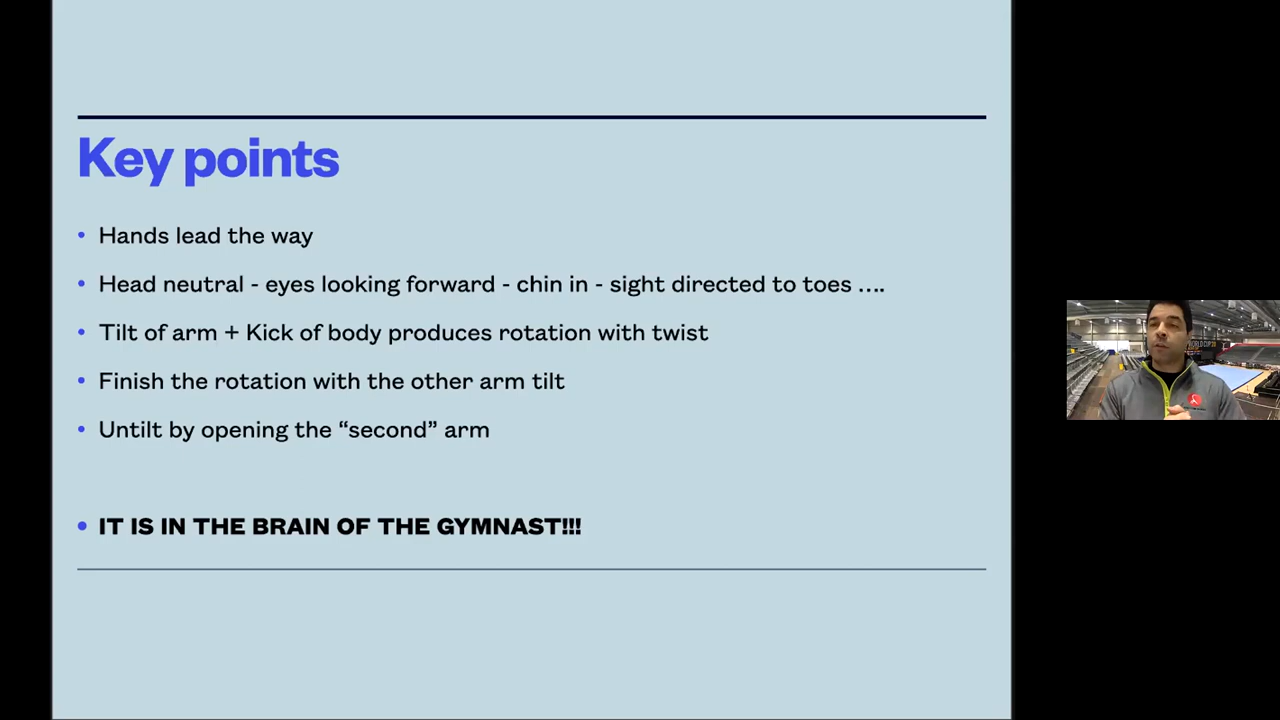 Key points
• Hands lead the way
• Head neutral - eyes looking forward - chin in - sight directed to toes ....
• Tilt of arm + Kick of body produces rotation with twist
• Finish the rotation with the other arm tilt
• Untilt by opening the “second” arm
• IT IS IN THE BRAIN OF THE GYMNAST!!!
WORLD CUP